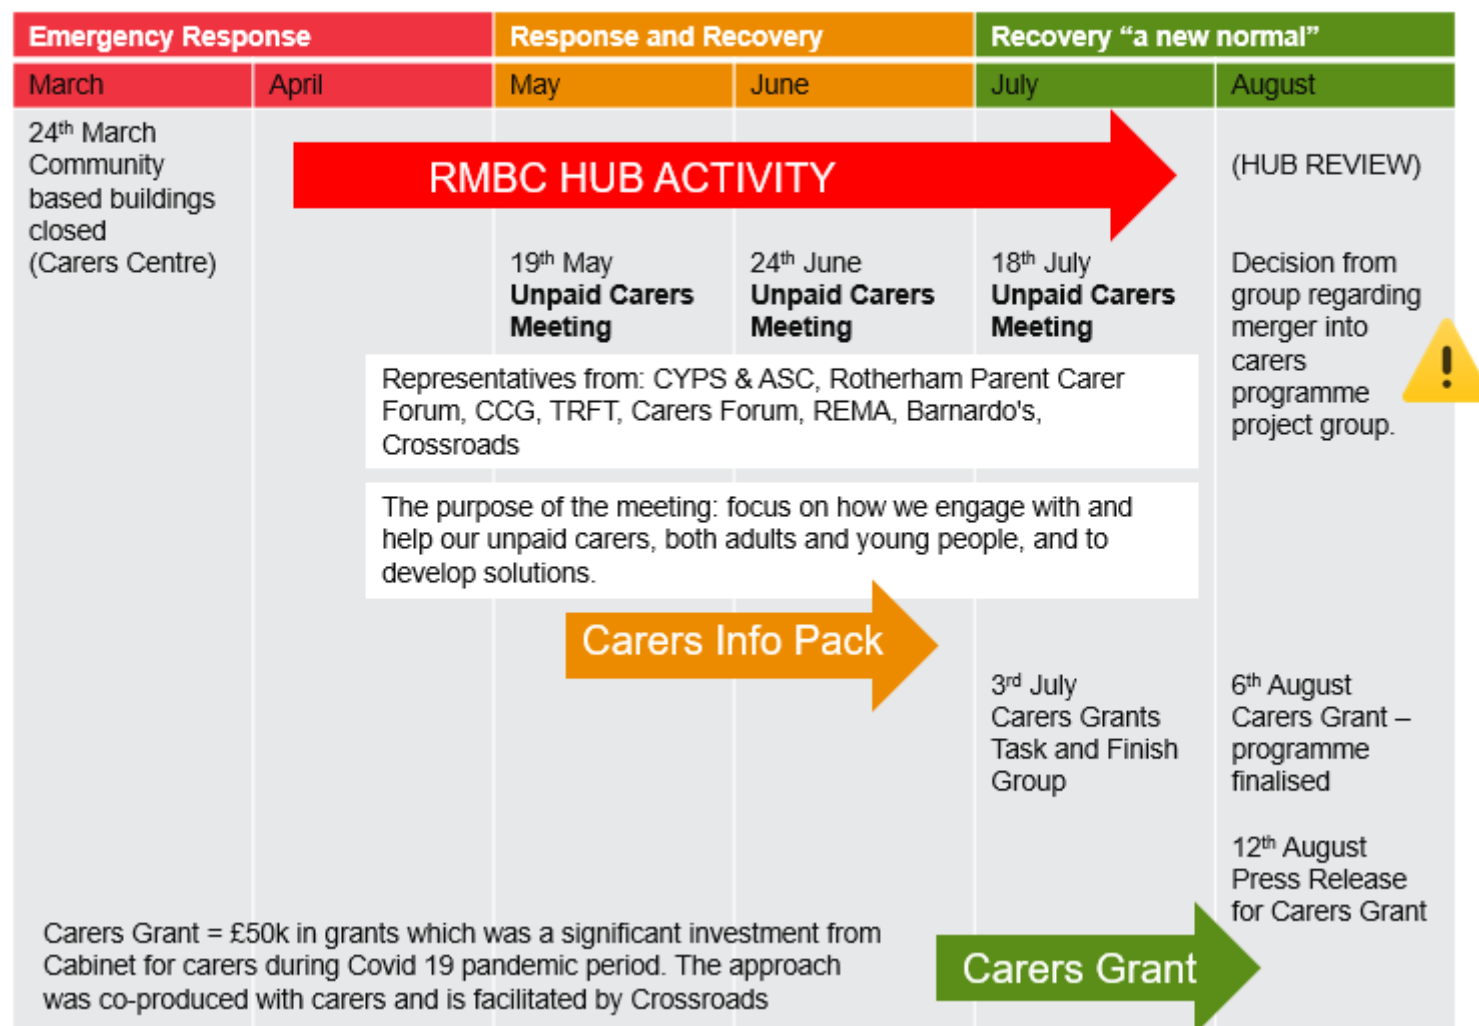 Emergency Response
Response and Recovery
Recovery “a new normal”
March
April
May
June
July
August
24th March
Community
based buildings
closed
(Carers Centre)
RMBC HUB ACTIVITY
(HUB REVIEW)
19th May
Unpaid Carers
Meeting
24th June
Unpaid Carers
Meeting
18th July
Unpaid Carers
Meeting
Decision from
group regarding
merger into
carers
programme
project group.
!
Representatives from: CYPS & ASC, Rotherham Parent Carer
Forum, CCG, TRFT, Carers Forum, REMA, Barnardo's,
Crossroads
The purpose of the meeting: focus on how we engage with and
help our unpaid carers, both adults and young people, and to
develop solutions.
Carers Info Pack
3rd July
Carers Grants
Task and Finish
Group
6th August
Carers Grant –
programme
finalised
12th August
Press Release
for Carers Grant
Carers Grant = £50k in grants which was a significant investment from
Cabinet for carers during Covid 19 pandemic period. The approach
was co-produced with carers and is facilitated by Crossroads
Carers Grant